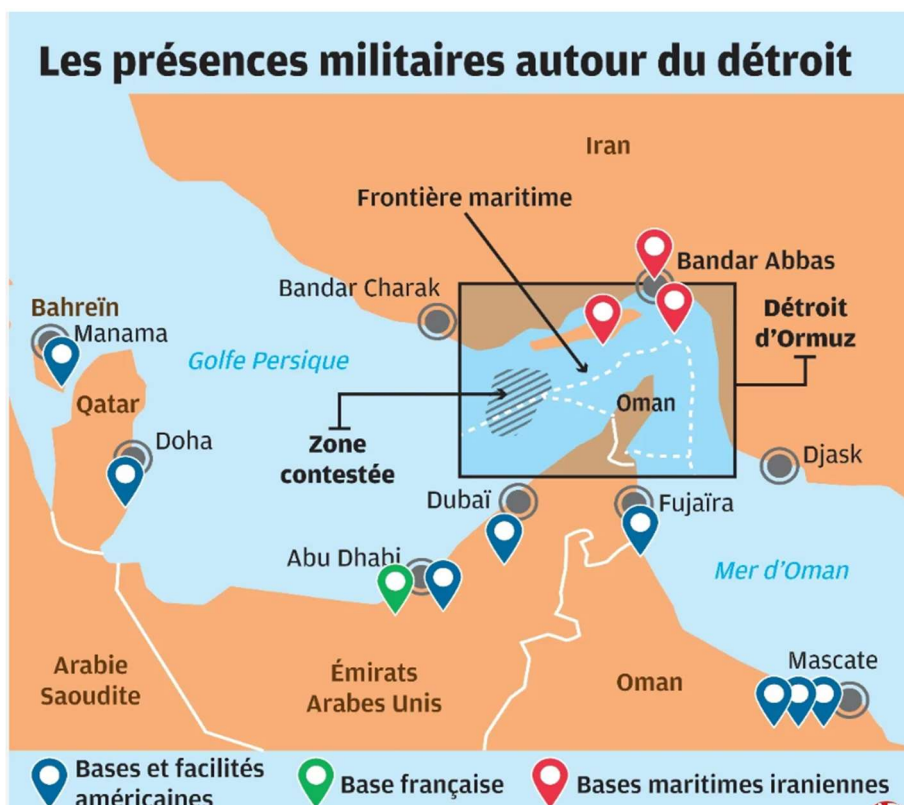 Les présences militaires autour du détroit
Iran
Frontière maritime
Bandar Abbas
Bandar Charak
Détroit
d'Ormuz
Bahreïn
Manama
Golfe Persique
Qatar
Oman
Doha
Zone
contestée
Djask
Dubaï
Fujaïra
Abu Dhabi
Mer d'Oman
Arabie
Saoudite
Émirats
Arabes Unis
Oman
Mascate
Bases et facilités
américaines
Base française
Bases maritimes iraniennes